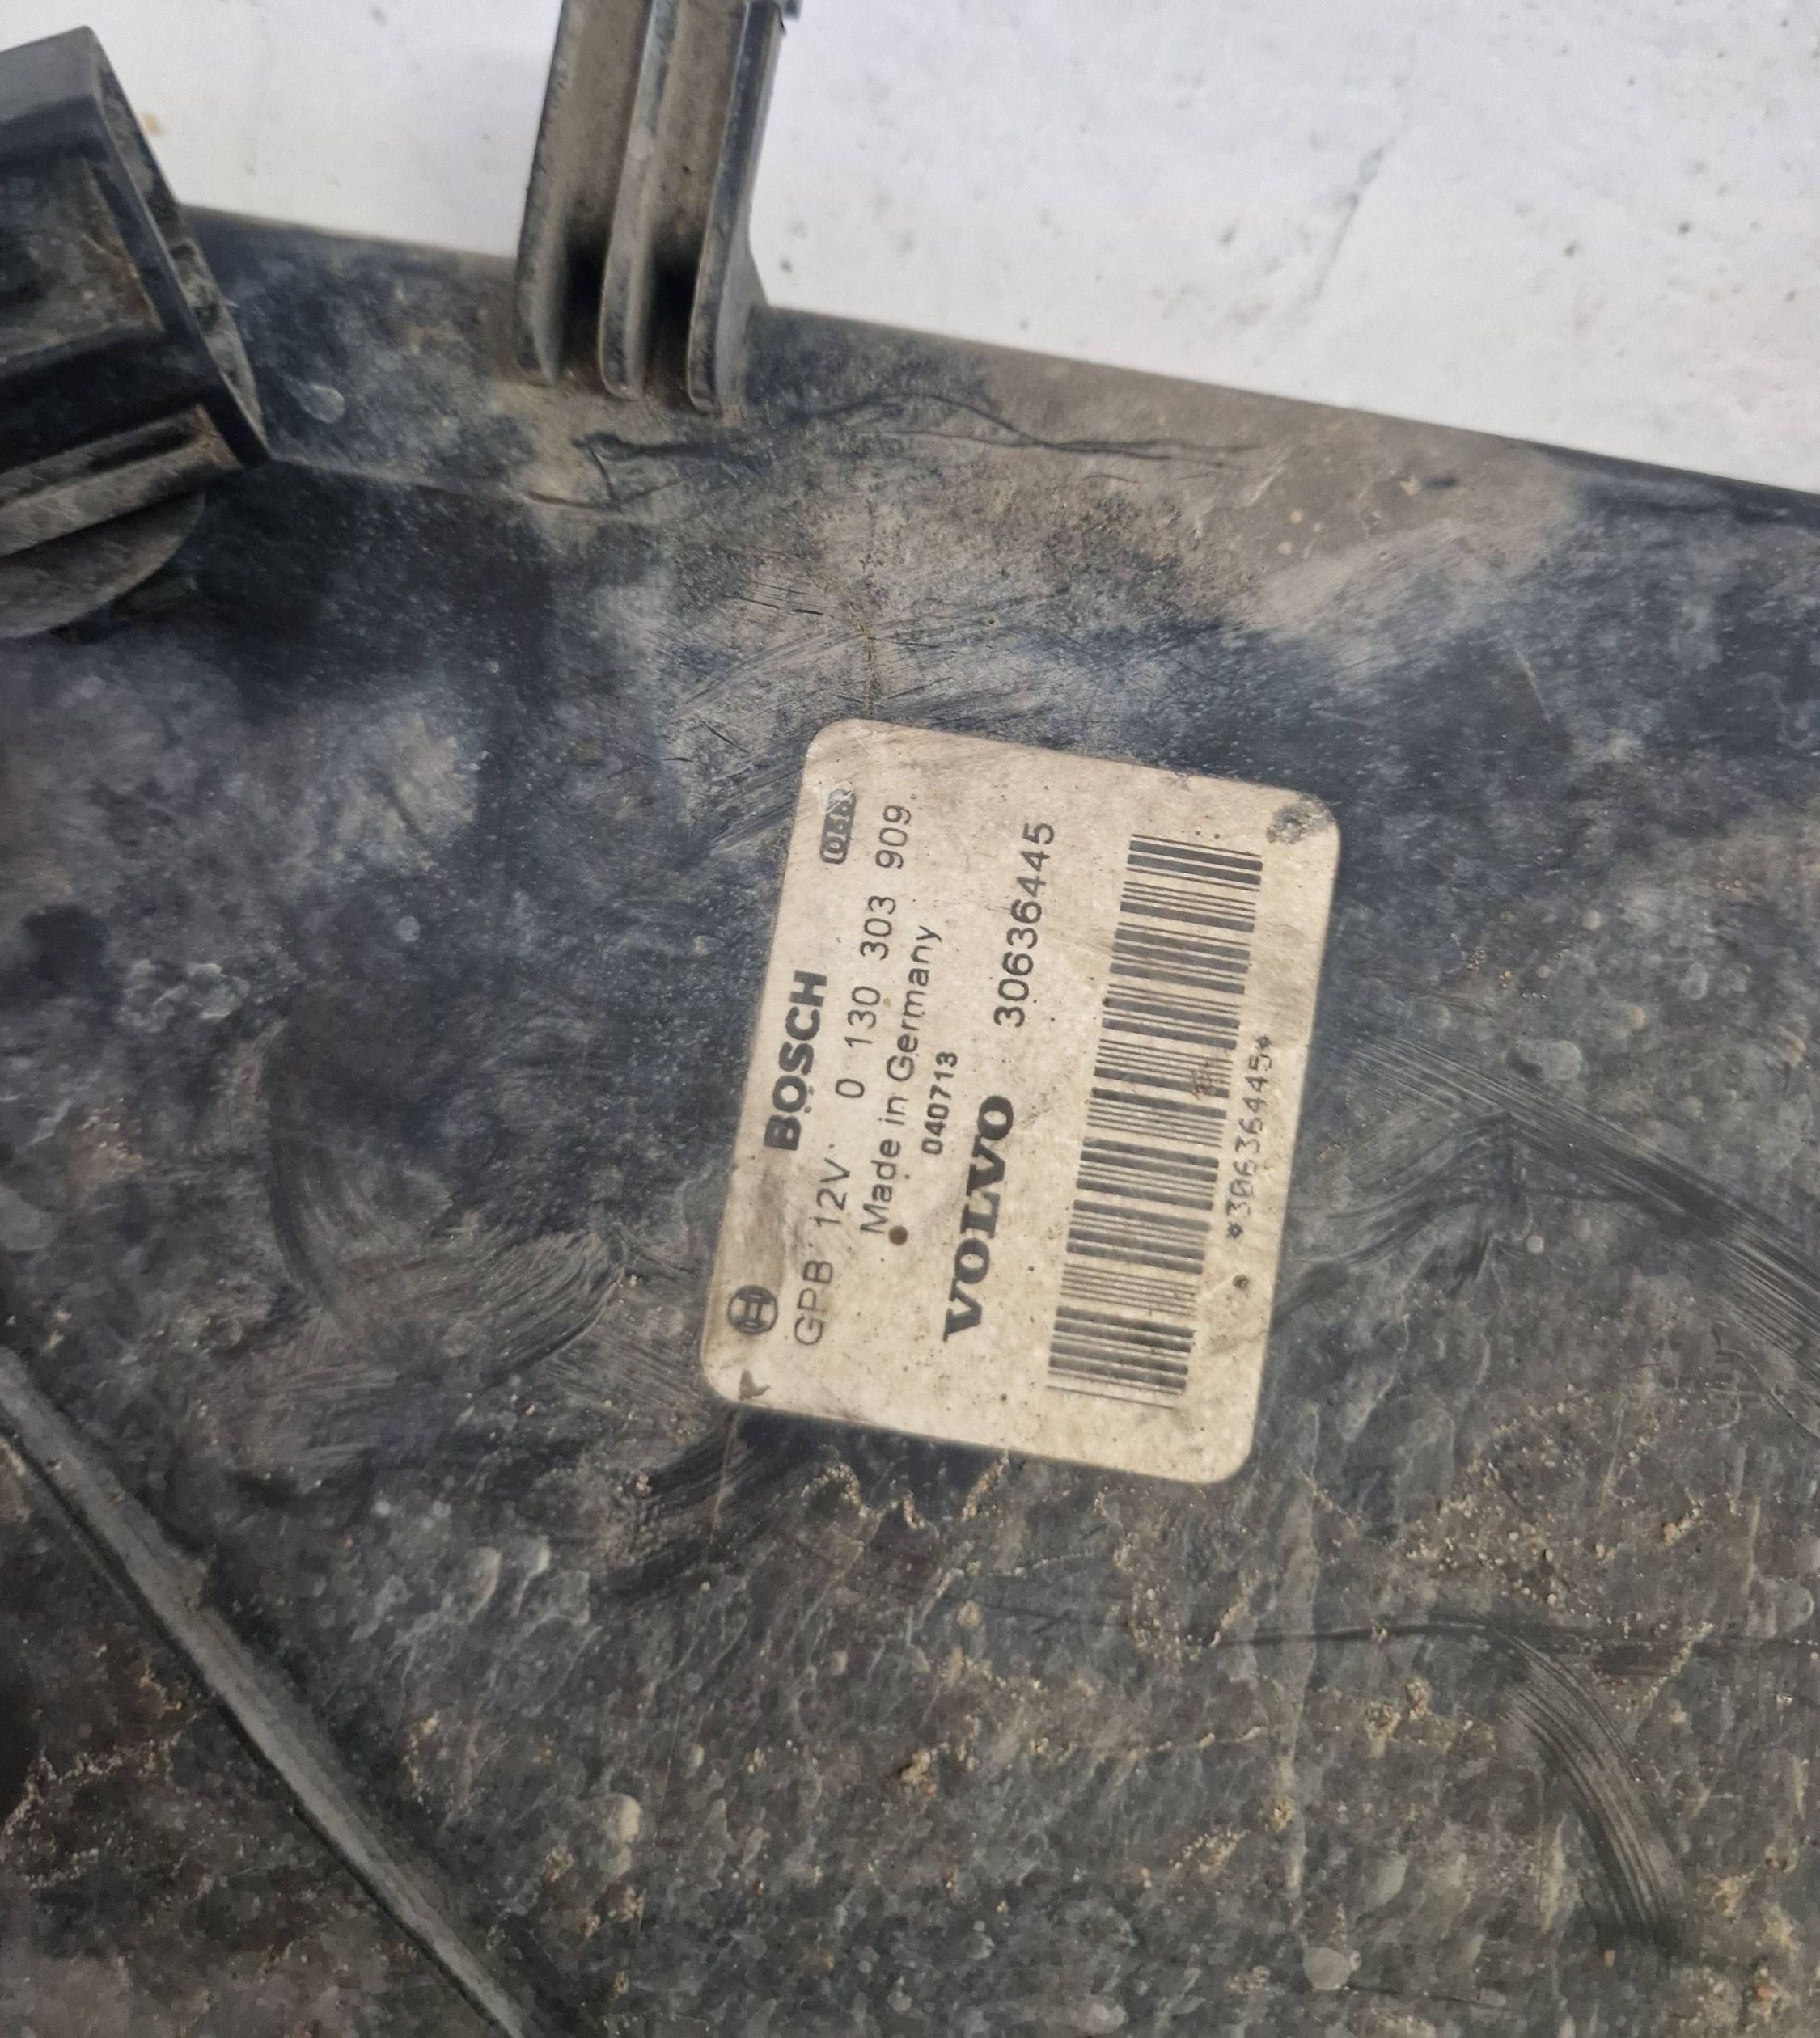 BOSCH
GPB 12V 0 130 303 909
Made in Germany
040713
VOLVO 30636445
*30636445*